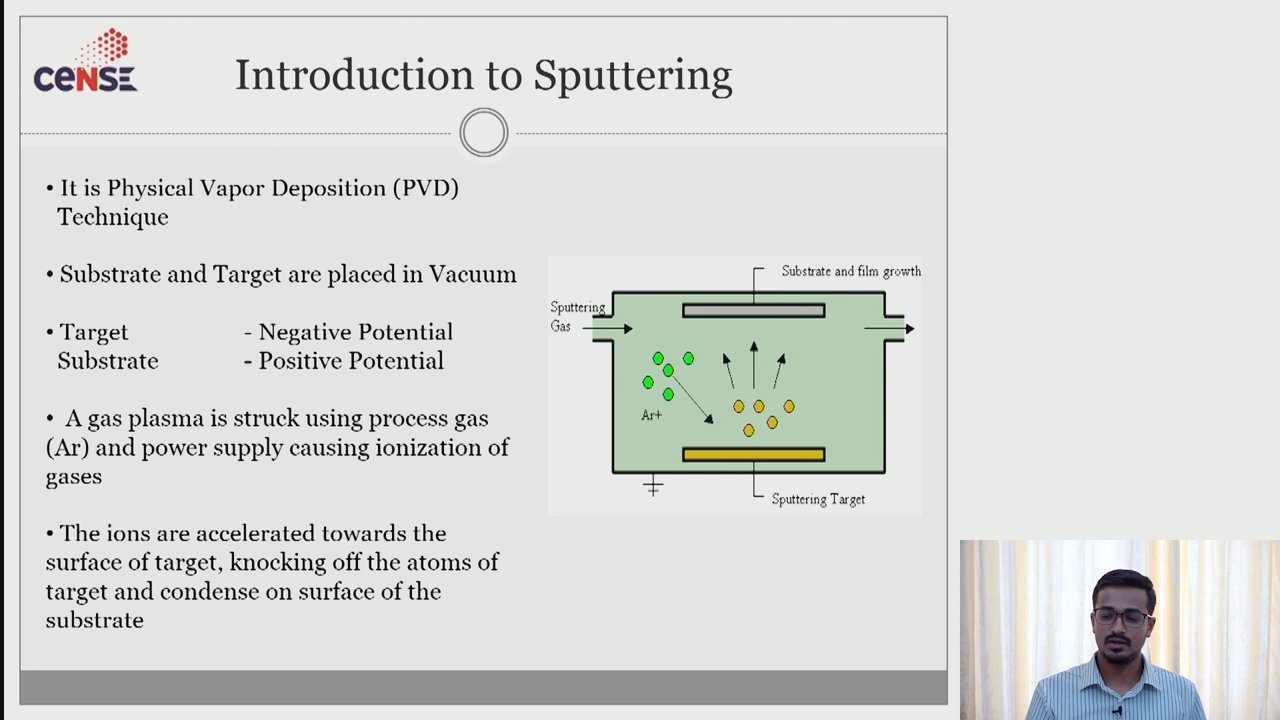 CeNSE
Introduction to Sputtering
• It is Physical Vapor Deposition (PVD)
Technique
• Substrate and Target are placed in Vacuum
• Target - Negative Potential
Substrate - Positive Potential
• A gas plasma is struck using process gas
(Ar) and power supply causing ionization of
gases
• The ions are accelerated towards the
surface of target, knocking off the atoms of
target and condense on surface of the
substrate
Substrate and film growth
Sputtering
Gas
Ar+
Sputtering Target